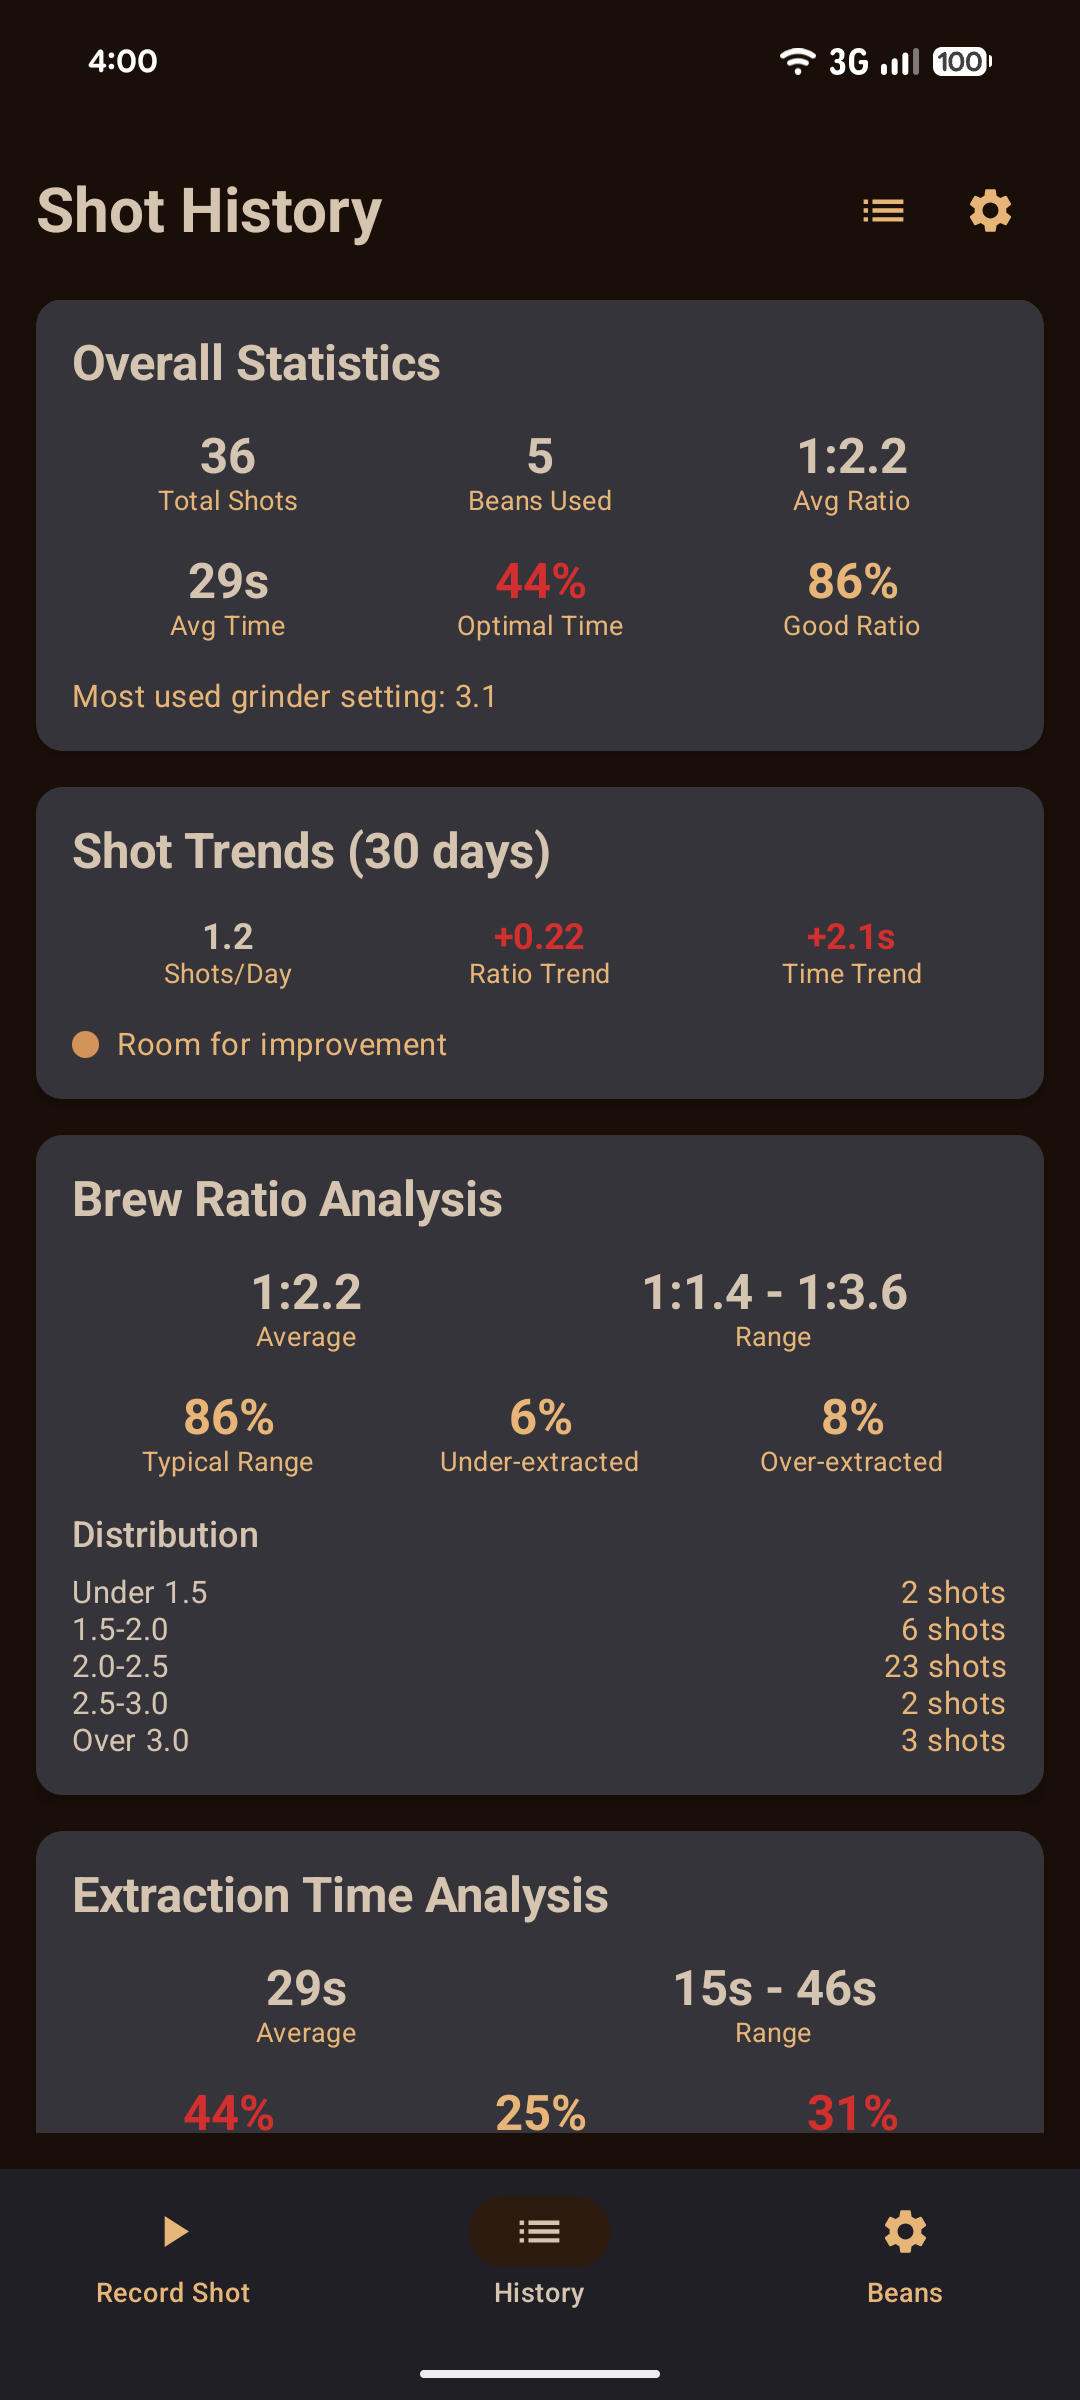 4:00
3G
100
Shot History
Overall Statistics
36
5
1:2.2
Total Shots
Beans Used
Avg Ratio
29s
44%
86%
Avg Time
Optimal Time
Good Ratio
Most used grinder setting: 3.1
Shot Trends (30 days)
1.2
+0.22
+2.1s
Shots/Day
Ratio Trend
Time Trend
Room for improvement
Brew Ratio Analysis
1:2.2
1:1.4 - 1:3.6
Average
Range
86%
6%
8%
Typical Range
Under-extracted
Over-extracted
Distribution
Under 1.5 2 shots
1.5-2.0 6 shots
2.0-2.5 23 shots
2.5-3.0 2 shots
Over 3.0 3 shots
Extraction Time Analysis
29s
15s - 46s
Average
Range
44%
25%
31%
Record Shot
History
Beans